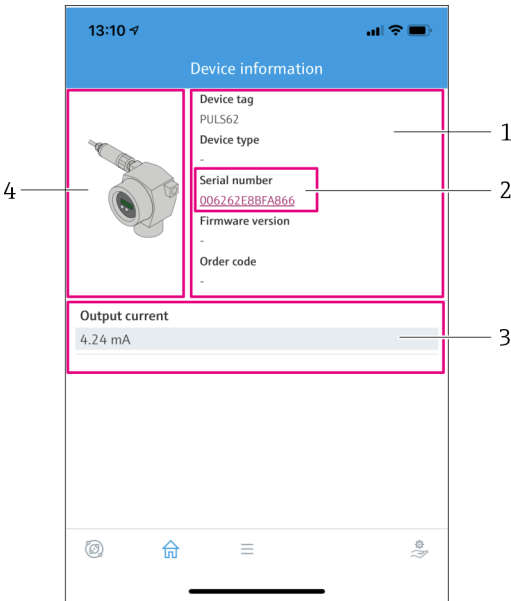 13:10
Device information
Device tag
PULS62
Device type
-
Serial number
006262E8BFA866
Firmware version
-
Order code
-
Output current
4.24 mA
1
2
3
4